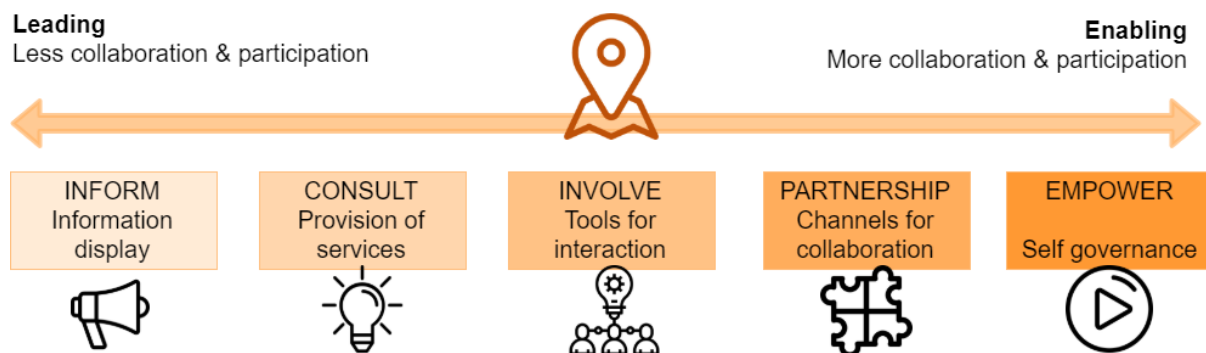 Leading
Less collaboration & participation
Enabling
More collaboration & participation
INFORM
Information
display
CONSULT
Provision of
services
INVOLVE
Tools for
interaction
PARTNERSHIP
Channels for
collaboration
EMPOWER
Self governance